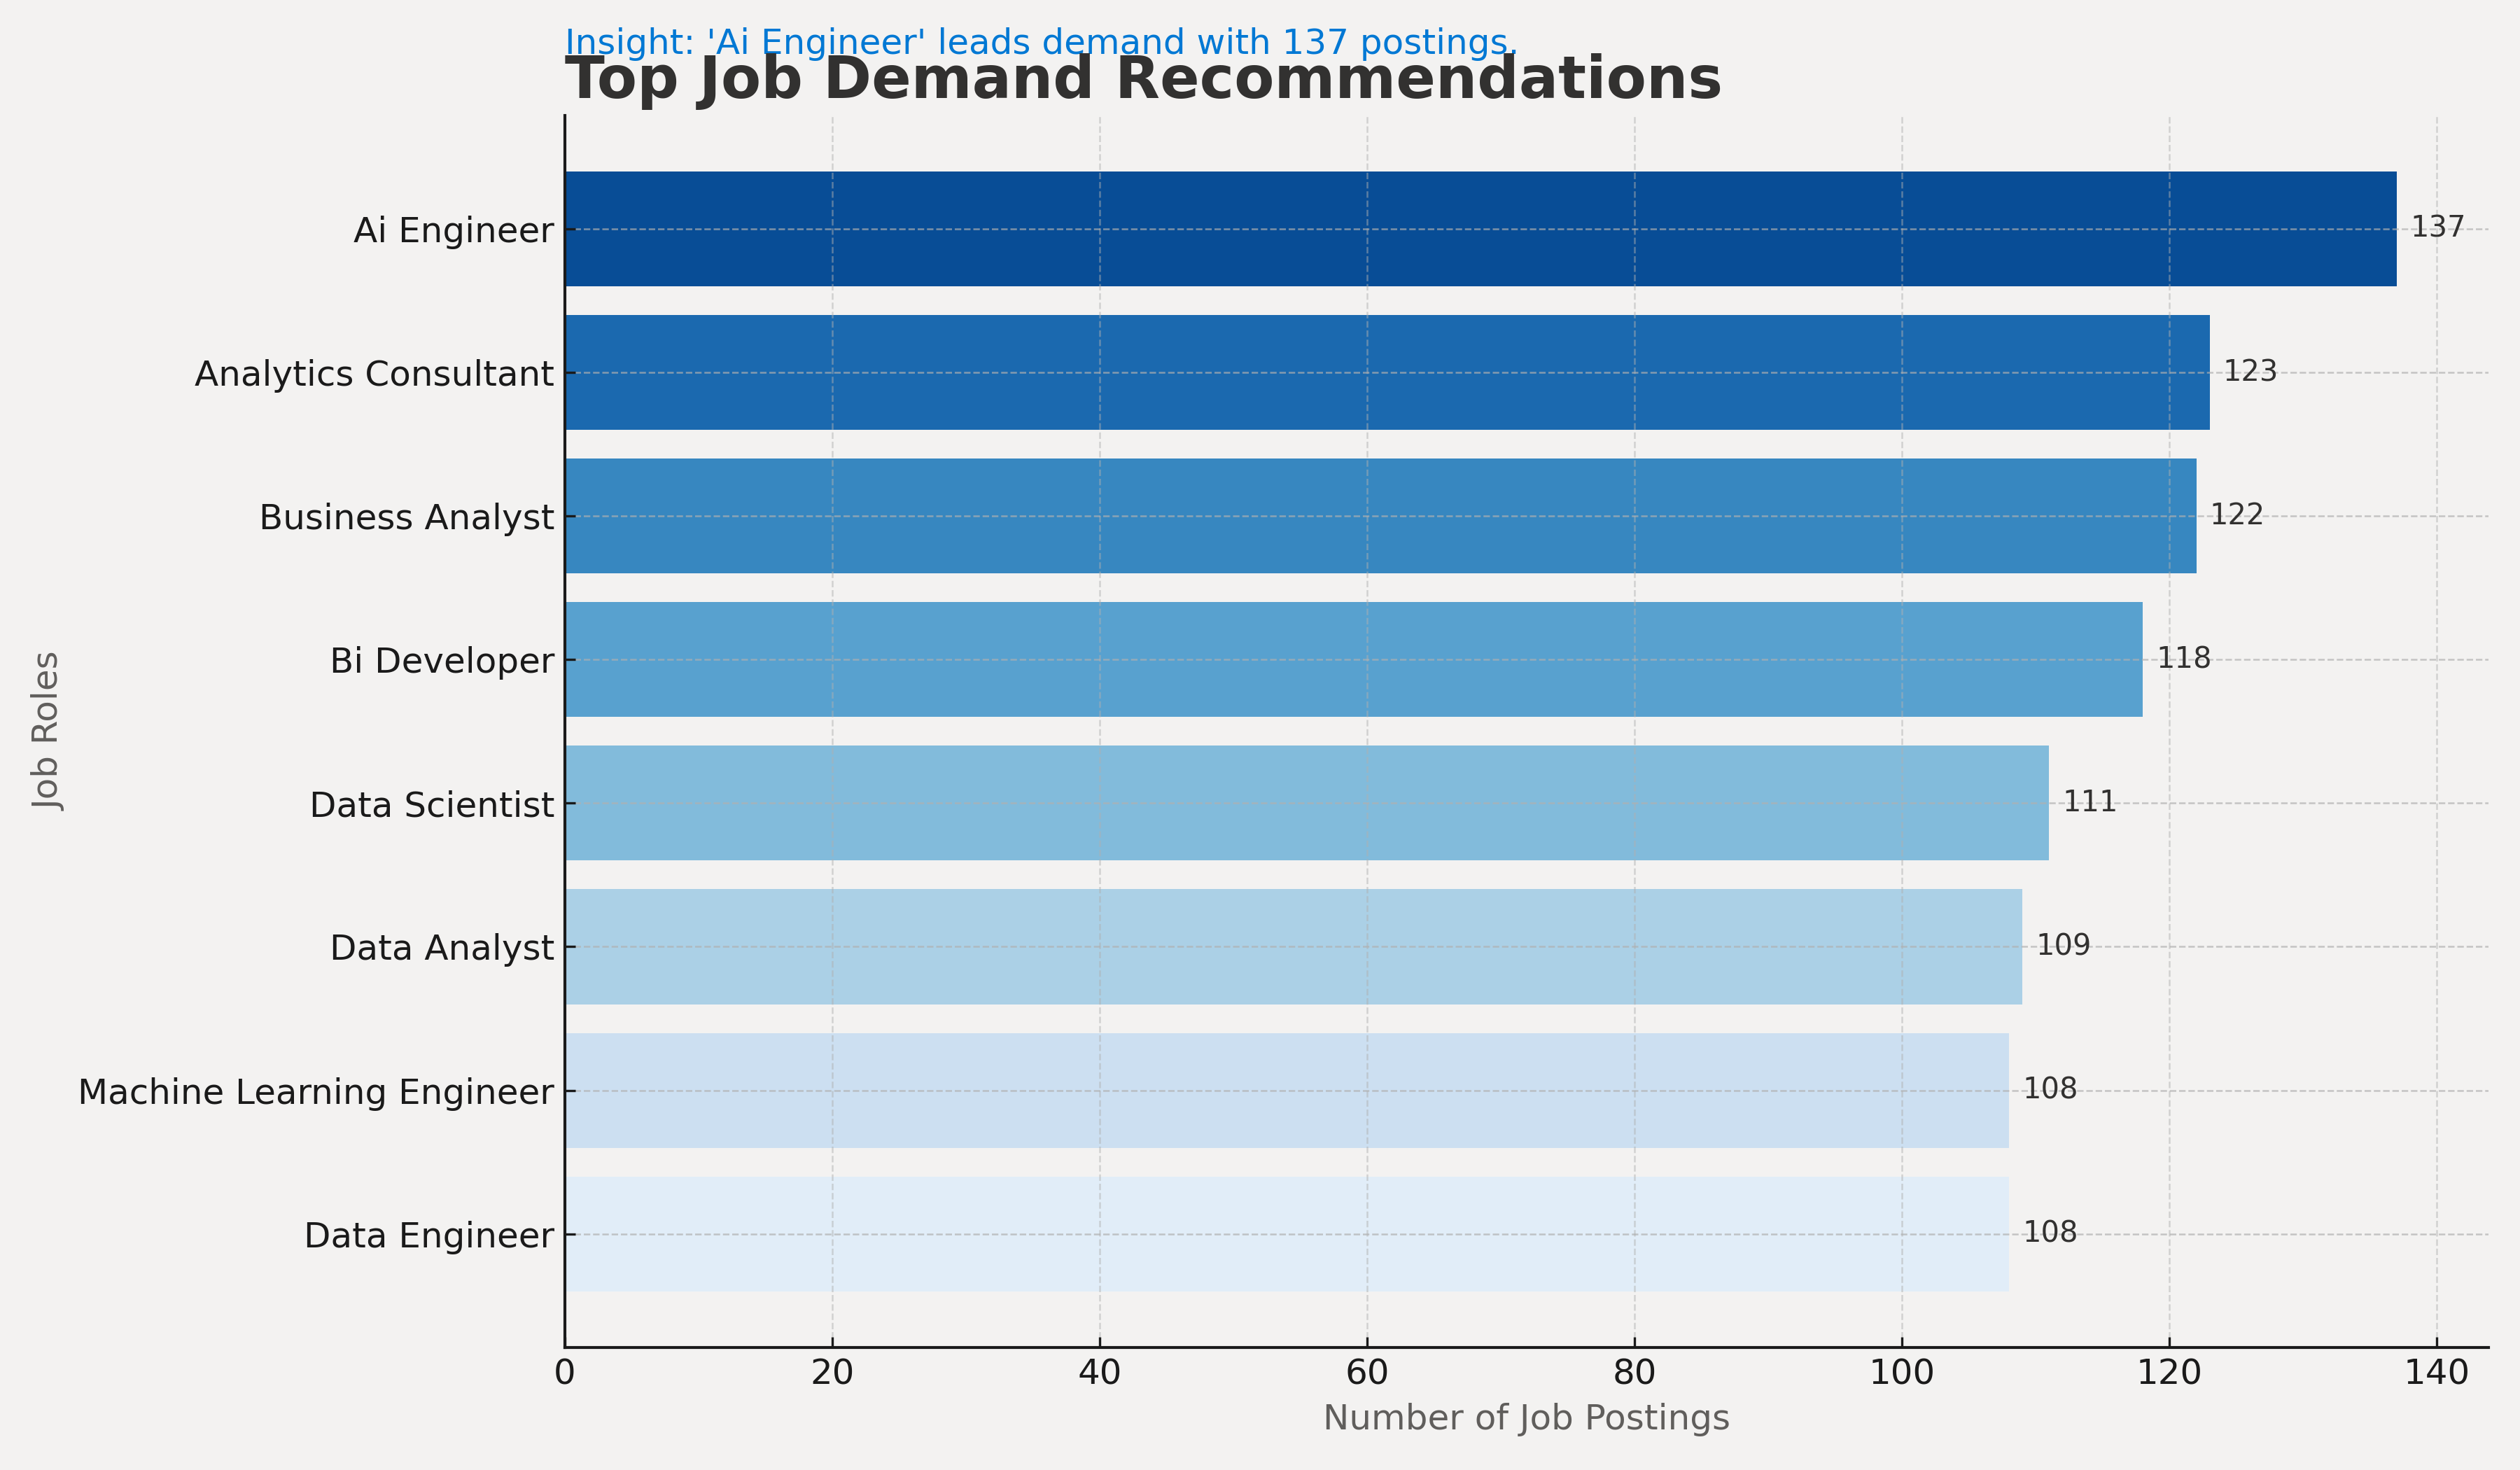 Insight: 'Ai Engineer' leads demand with 137 postings.
Top Job Demand Recommendations
Job Roles
Ai Engineer
137
Analytics Consultant
123
Business Analyst
122
Bi Developer
118
Data Scientist
111
Data Analyst
109
Machine Learning Engineer
108
Data Engineer
108
0 20 40 60 80 100 120 140
Number of Job Postings